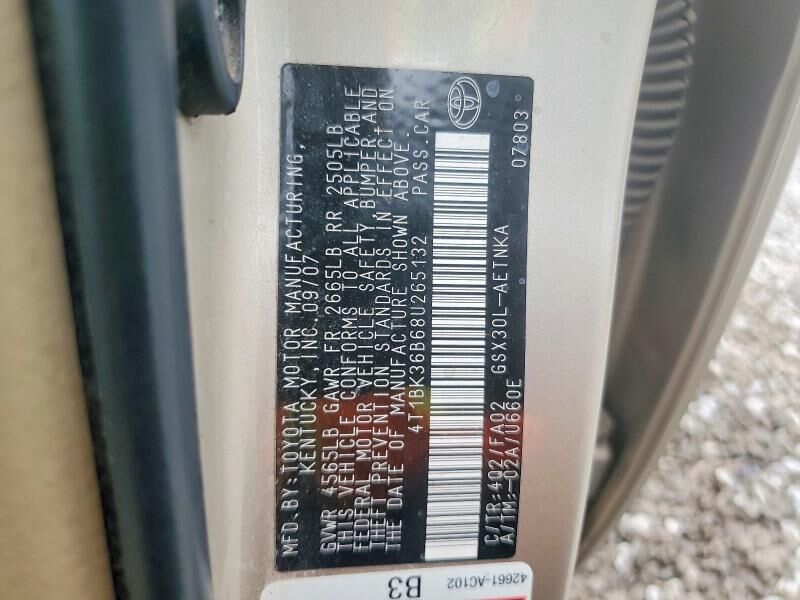 MFD.BY:TOYOTA MOTOR MANUFACTURING,
KENTUCKY,INC.09/07
GVWR 4565LB GAWR FR 2665LB RR 2505LB
THIS VEHICLE CONFORMS TO ALL APPLICABLE
FEDERAL MOTOR VEHICLE SAFETY, BUMPER,AND
THEFT PREVENTION STANDARDS IN EFFECT ON
THE DATE OF MANUFACTURE SHOWN ABOVE.
4T1BK36B68U265132 PASS.CAR
C/TR:4Q2/FA02 GSX30L-AETNKA
A/TM:-02A/U660E 07803
42661-AC102
B3